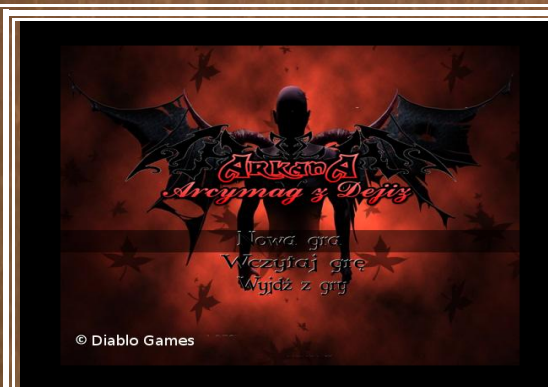 Arkana
Arcymag z Dejiz
Nowa gra
Wczytaj grę
Wyjdź z gry
© Diablo Games